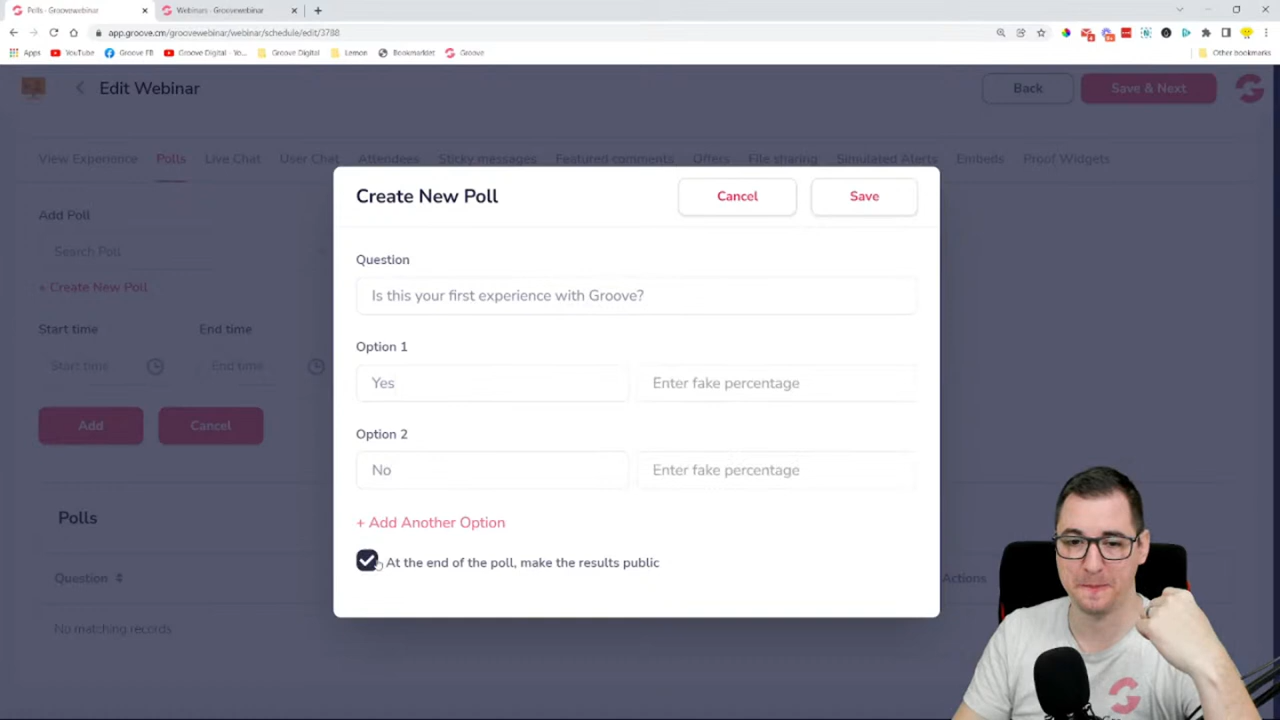 Polls - Groovewebinar
Webinars - Groovewebinar
app.groove.cm/groovewebinar/webinar/schedule/edit/3788
Apps YouTube Groove FB Groove Digital - Yo... Groove Digital Lemon Bookmarklet Groove Other bookmarks
Edit Webinar
Back
Save & Next
View Experience Polls Live Chat User Chat Attendees Sticky messages Featured comments Offers File sharing Simulated Alerts Embeds Proof Widgets
Add Poll
Search Poll
+ Create New Poll
Start time End time
Start time End time
Add Cancel
Polls
Question Actions
No matching records
Create New Poll
Cancel
Save
Question
Is this your first experience with Groove?
Option 1
Yes Enter fake percentage
Option 2
No Enter fake percentage
+ Add Another Option
At the end of the poll, make the results public